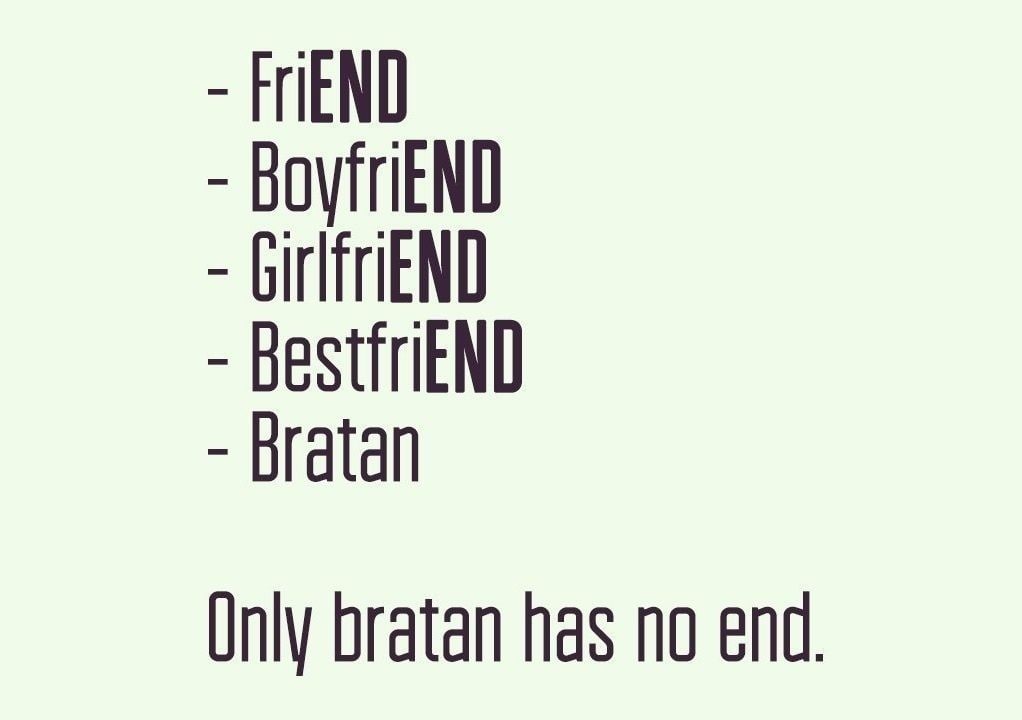 - FriEND
- BoyfriEND
- GirlfriEND
- BestfriEND
- Bratan
Only bratan has no end.